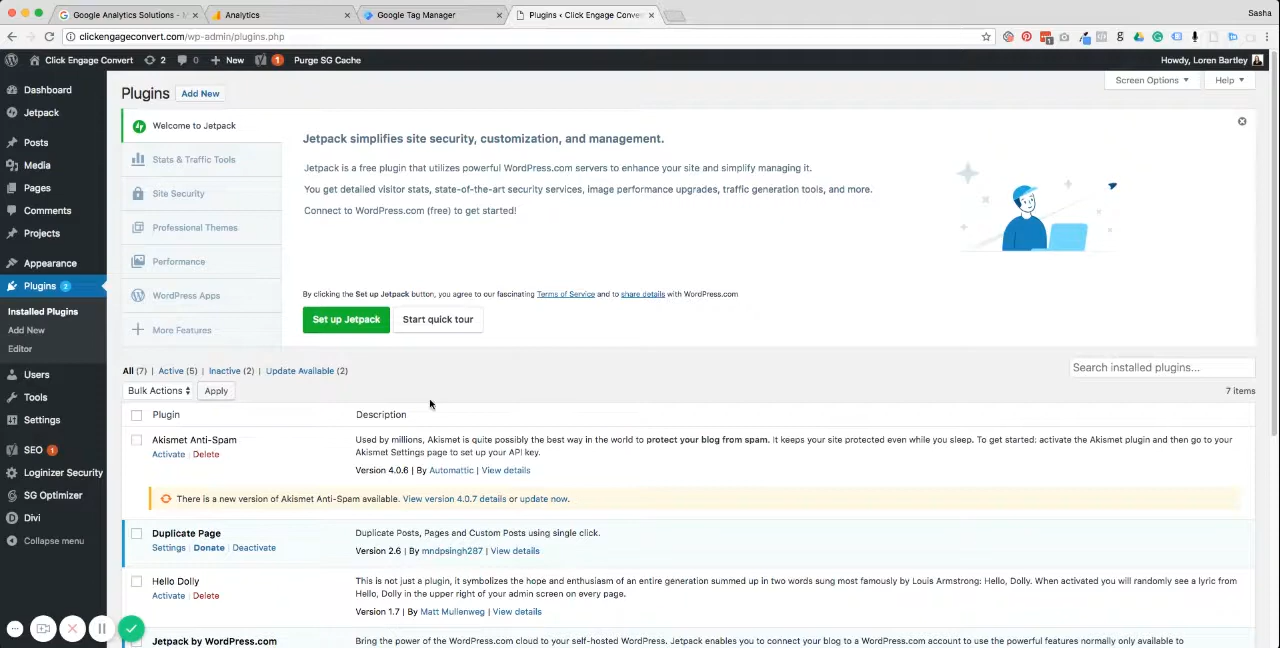 Google Analytics Solutions - M
Analytics
Google Tag Manager
Plugins ‹ Click Engage Conver
Sasha
clickengageconvert.com/wp-admin/plugins.php
Click Engage Convert
2
0
New
1
Purge SG Cache
Howdy, Loren Bartley
Dashboard
Jetpack
Posts
Media
Pages
Comments
Projects
Appearance
Plugins 2
Installed Plugins
Add New
Editor
Users
Tools
Settings
SEO 1
Loginizer Security
SG Optimizer
Divi
Collapse menu
Plugins Add New
Screen Options
Help
Welcome to Jetpack
Stats & Traffic Tools
Site Security
Professional Themes
Performance
WordPress Apps
More Features
Jetpack simplifies site security, customization, and management.
Jetpack is a free plugin that utilizes powerful WordPress.com servers to enhance your site and simplify managing it.
You get detailed visitor stats, state-of-the-art security services, image performance upgrades, traffic generation tools, and more.
Connect to WordPress.com (free) to get started!
By clicking the Set up Jetpack button, you agree to our fascinating Terms of Service and to share details with WordPress.com
Set up Jetpack
Start quick tour
All (7) | Active (5) | Inactive (2) | Update Available (2)
Search installed plugins...
Bulk Actions
Apply
7 items
Plugin
Description
Akismet Anti-Spam
Activate | Delete
Used by millions, Akismet is quite possibly the best way in the world to protect your blog from spam. It keeps your site protected even while you sleep. To get started: activate the Akismet plugin and then go to your
Akismet Settings page to set up your API key.
Version 4.0.6 | By Automattic | View details
There is a new version of Akismet Anti-Spam available. View version 4.0.7 details or update now.
Duplicate Page
Settings | Donate | Deactivate
Duplicate Posts, Pages and Custom Posts using single click.
Version 2.6 | By mndpsingh287 | View details
Hello Dolly
Activate | Delete
This is not just a plugin, it symbolizes the hope and enthusiasm of an entire generation summed up in two words sung most famously by Louis Armstrong: Hello, Dolly. When activated you will randomly see a lyric from
Hello, Dolly in the upper right of your admin screen on every page.
Version 1.7 | By Matt Mullenweg | View details
Jetpack by WordPress.com
Bring the power of the WordPress.com cloud to your self-hosted WordPress. Jetpack enables you to connect your blog to a WordPress.com account to use the powerful features normally only available to